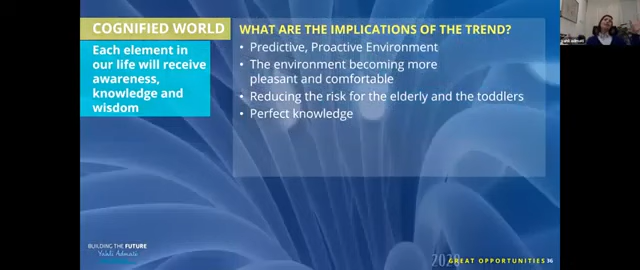 COGNIFIED WORLD
Each element in
our life will receive
awareness,
knowledge and
wisdom
WHAT ARE THE IMPLICATIONS OF THE TREND?
• Predictive, Proactive Environment
• The environment becoming more
pleasant and comfortable
• Reducing the risk for the elderly and the toddlers
• Perfect knowledge
BUILDING THE FUTURE
GREAT OPPORTUNITIES 36